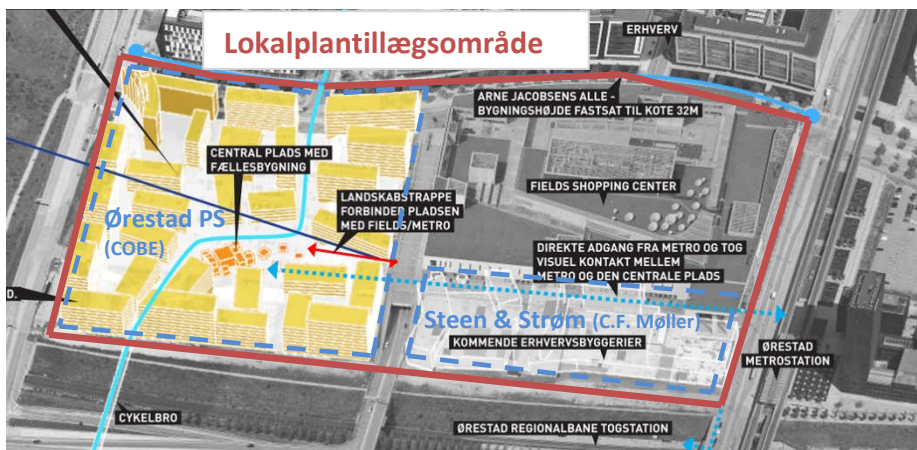 Lokalplantillægsområde
ERHVERV
ARNE JACOBSENS ALLE -
BYGNINGSHØJDE FASTSAT TIL KOTE 32M
CENTRAL PLADS MED
FÆLLESBYGNING
FIELDS SHOPPING CENTER
LANDSKABSTRAPPE
FORBINDER PLADSEN
MED FIELDS/METRO
Ørestad PS
(COBE)
DIREKTE ADGANG FRA METRO OG TOG
VISUEL KONTAKT MELLEM
METRO OG DEN CENTRALE PLADS
D.
Steen & Strøm (C.F. Møller)
KOMMENDE ERHVERVSBYGGERIER
ØRESTAD
METROSTATION
CYKELBRO
ØRESTAD REGIONALBANE TOGSTATION